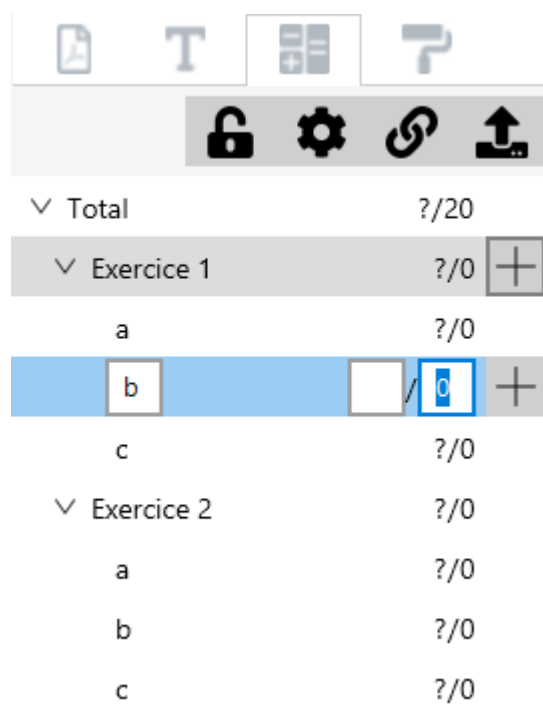 T
Total ?/20
Exercice 1 ?/0
a ?/0
b /0
c ?/0
Exercice 2 ?/0
a ?/0
b ?/0
c ?/0